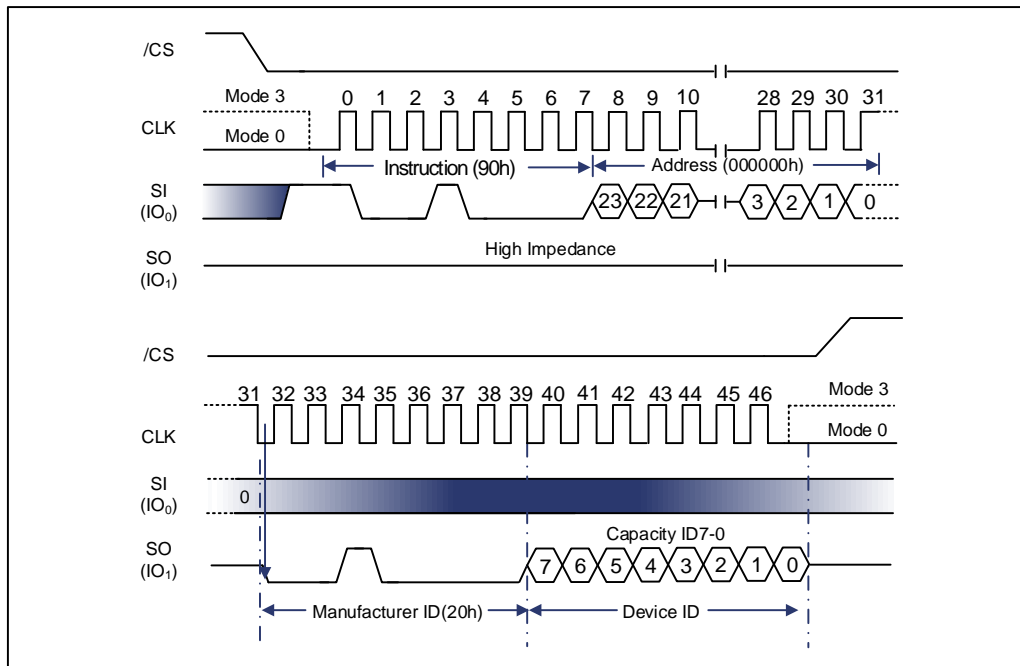 /CS
Mode 3
0 1 2 3 4 5 6 7 8 9 10 28 29 30 31
CLK
Mode 0
Instruction (90h) Address (000000h)
SI
(IO0)
23 22 21 3 2 1 0
High Impedance
SO
(IO1)
/CS
31 32 33 34 35 36 37 38 39 40 41 42 43 44 45 46
Mode 3
CLK
Mode 0
SI
(IO0)
0
Capacity ID7-0
SO
(IO1)
7 6 5 4 3 2 1 0
Manufacturer ID(20h) Device ID